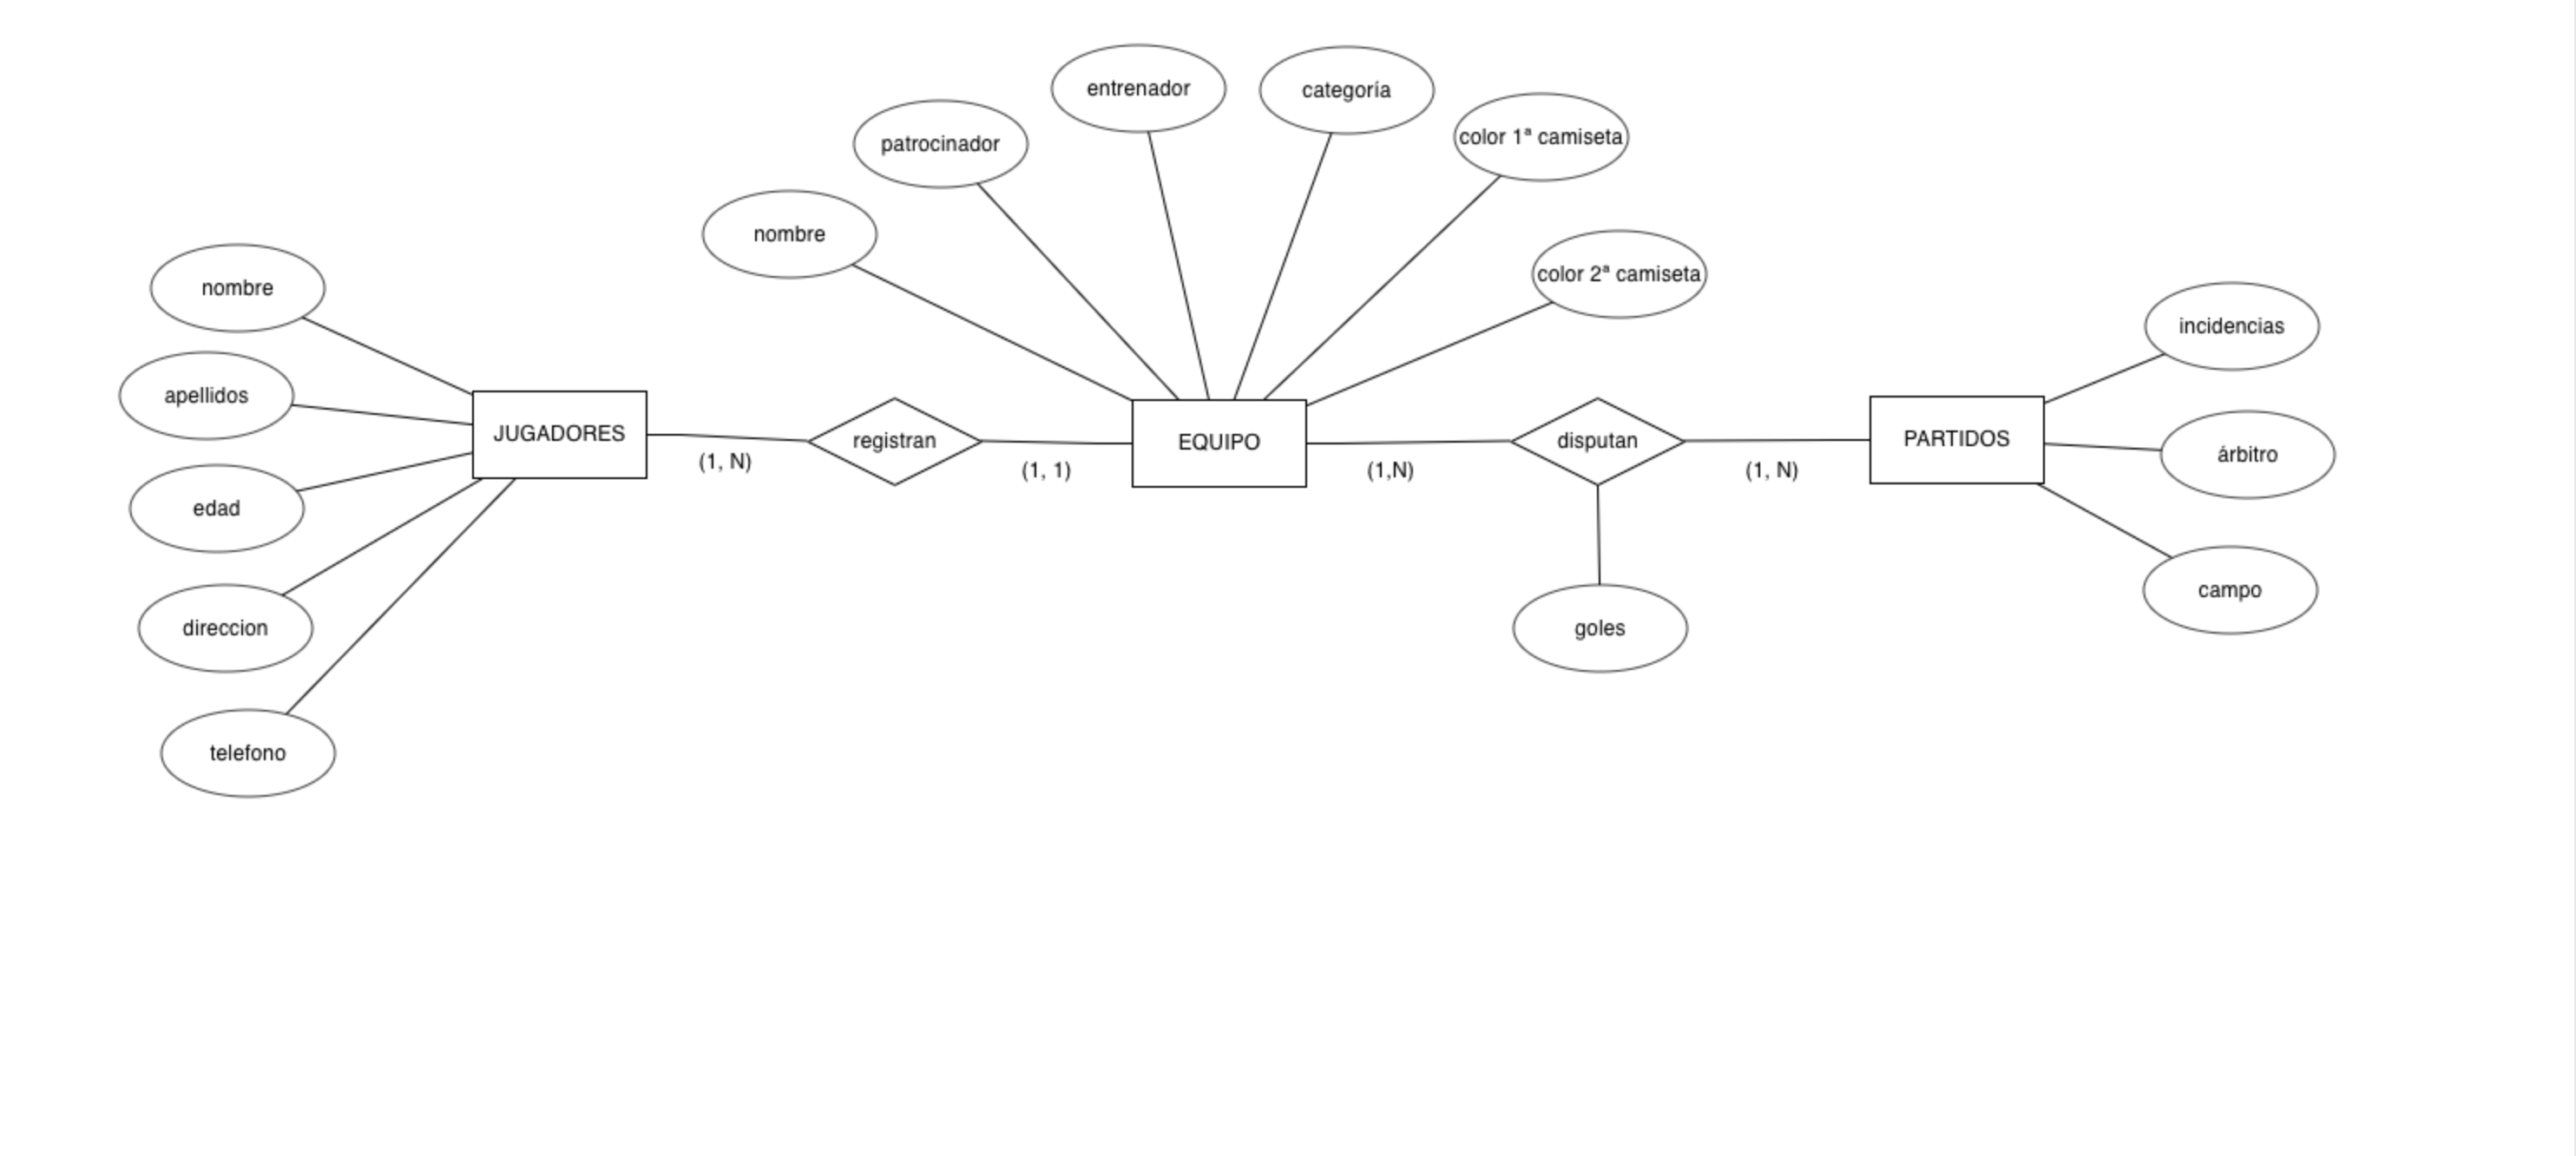 entrenador
categoría
color 1ª camiseta
patrocinador
nombre
color 2ª camiseta
nombre
incidencias
apellidos
JUGADORES
registran
EQUIPO
disputan
PARTIDOS
árbitro
(1, N)
(1, 1)
(1,N)
(1, N)
edad
campo
direccion
goles
telefono